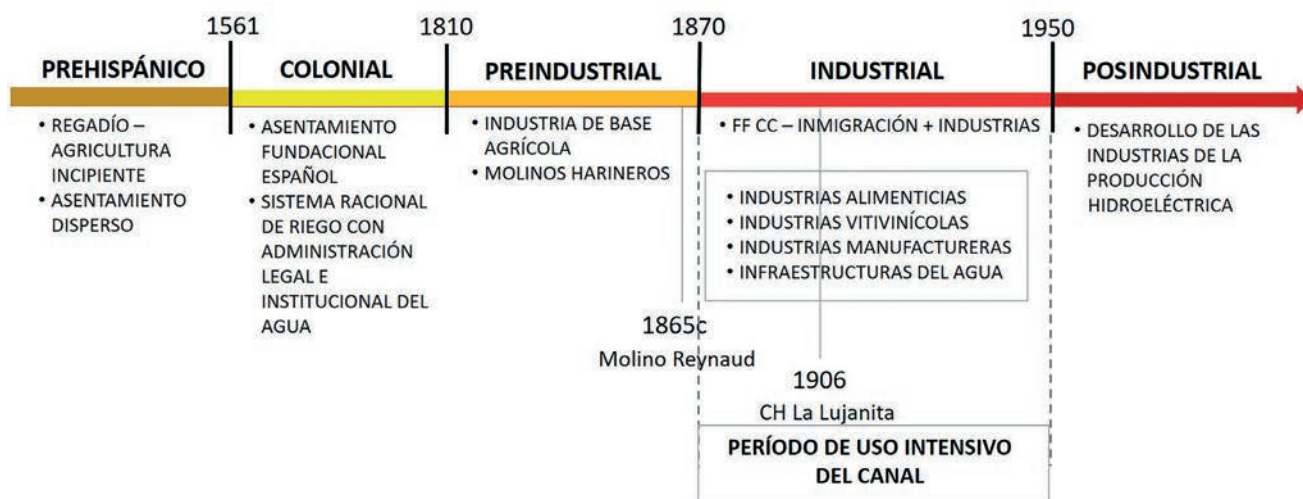 1561
1810
1870
1950
PREHISPÁNICO
COLONIAL
PREINDUSTRIAL
INDUSTRIAL
POSINDUSTRIAL
• REGADÍO –
AGRICULTURA
INCIPIENTE
• ASENTAMIENTO
DISPERSO
• ASENTAMIENTO
FUNDACIONAL
ESPAÑOL
• SISTEMA RACIONAL
DE RIEGO CON
ADMINISTRACIÓN
LEGAL E
INSTITUCIONAL DEL
AGUA
• INDUSTRIA DE BASE
AGRÍCOLA
• MOLINOS HARINEROS
1865c
Molino Reynaud
• FF CC – INMIGRACIÓN + INDUSTRIAS
• INDUSTRIAS ALIMENTICIAS
• INDUSTRIAS VITIVINÍCOLAS
• INDUSTRIAS MANUFACTURERAS
• INFRAESTRUCTURAS DEL AGUA
1906
CH La Lujanita
PERÍODO DE USO INTENSIVO
DEL CANAL
• DESARROLLO DE LAS
INDUSTRIAS DE LA
PRODUCCIÓN
HIDROELÉCTRICA